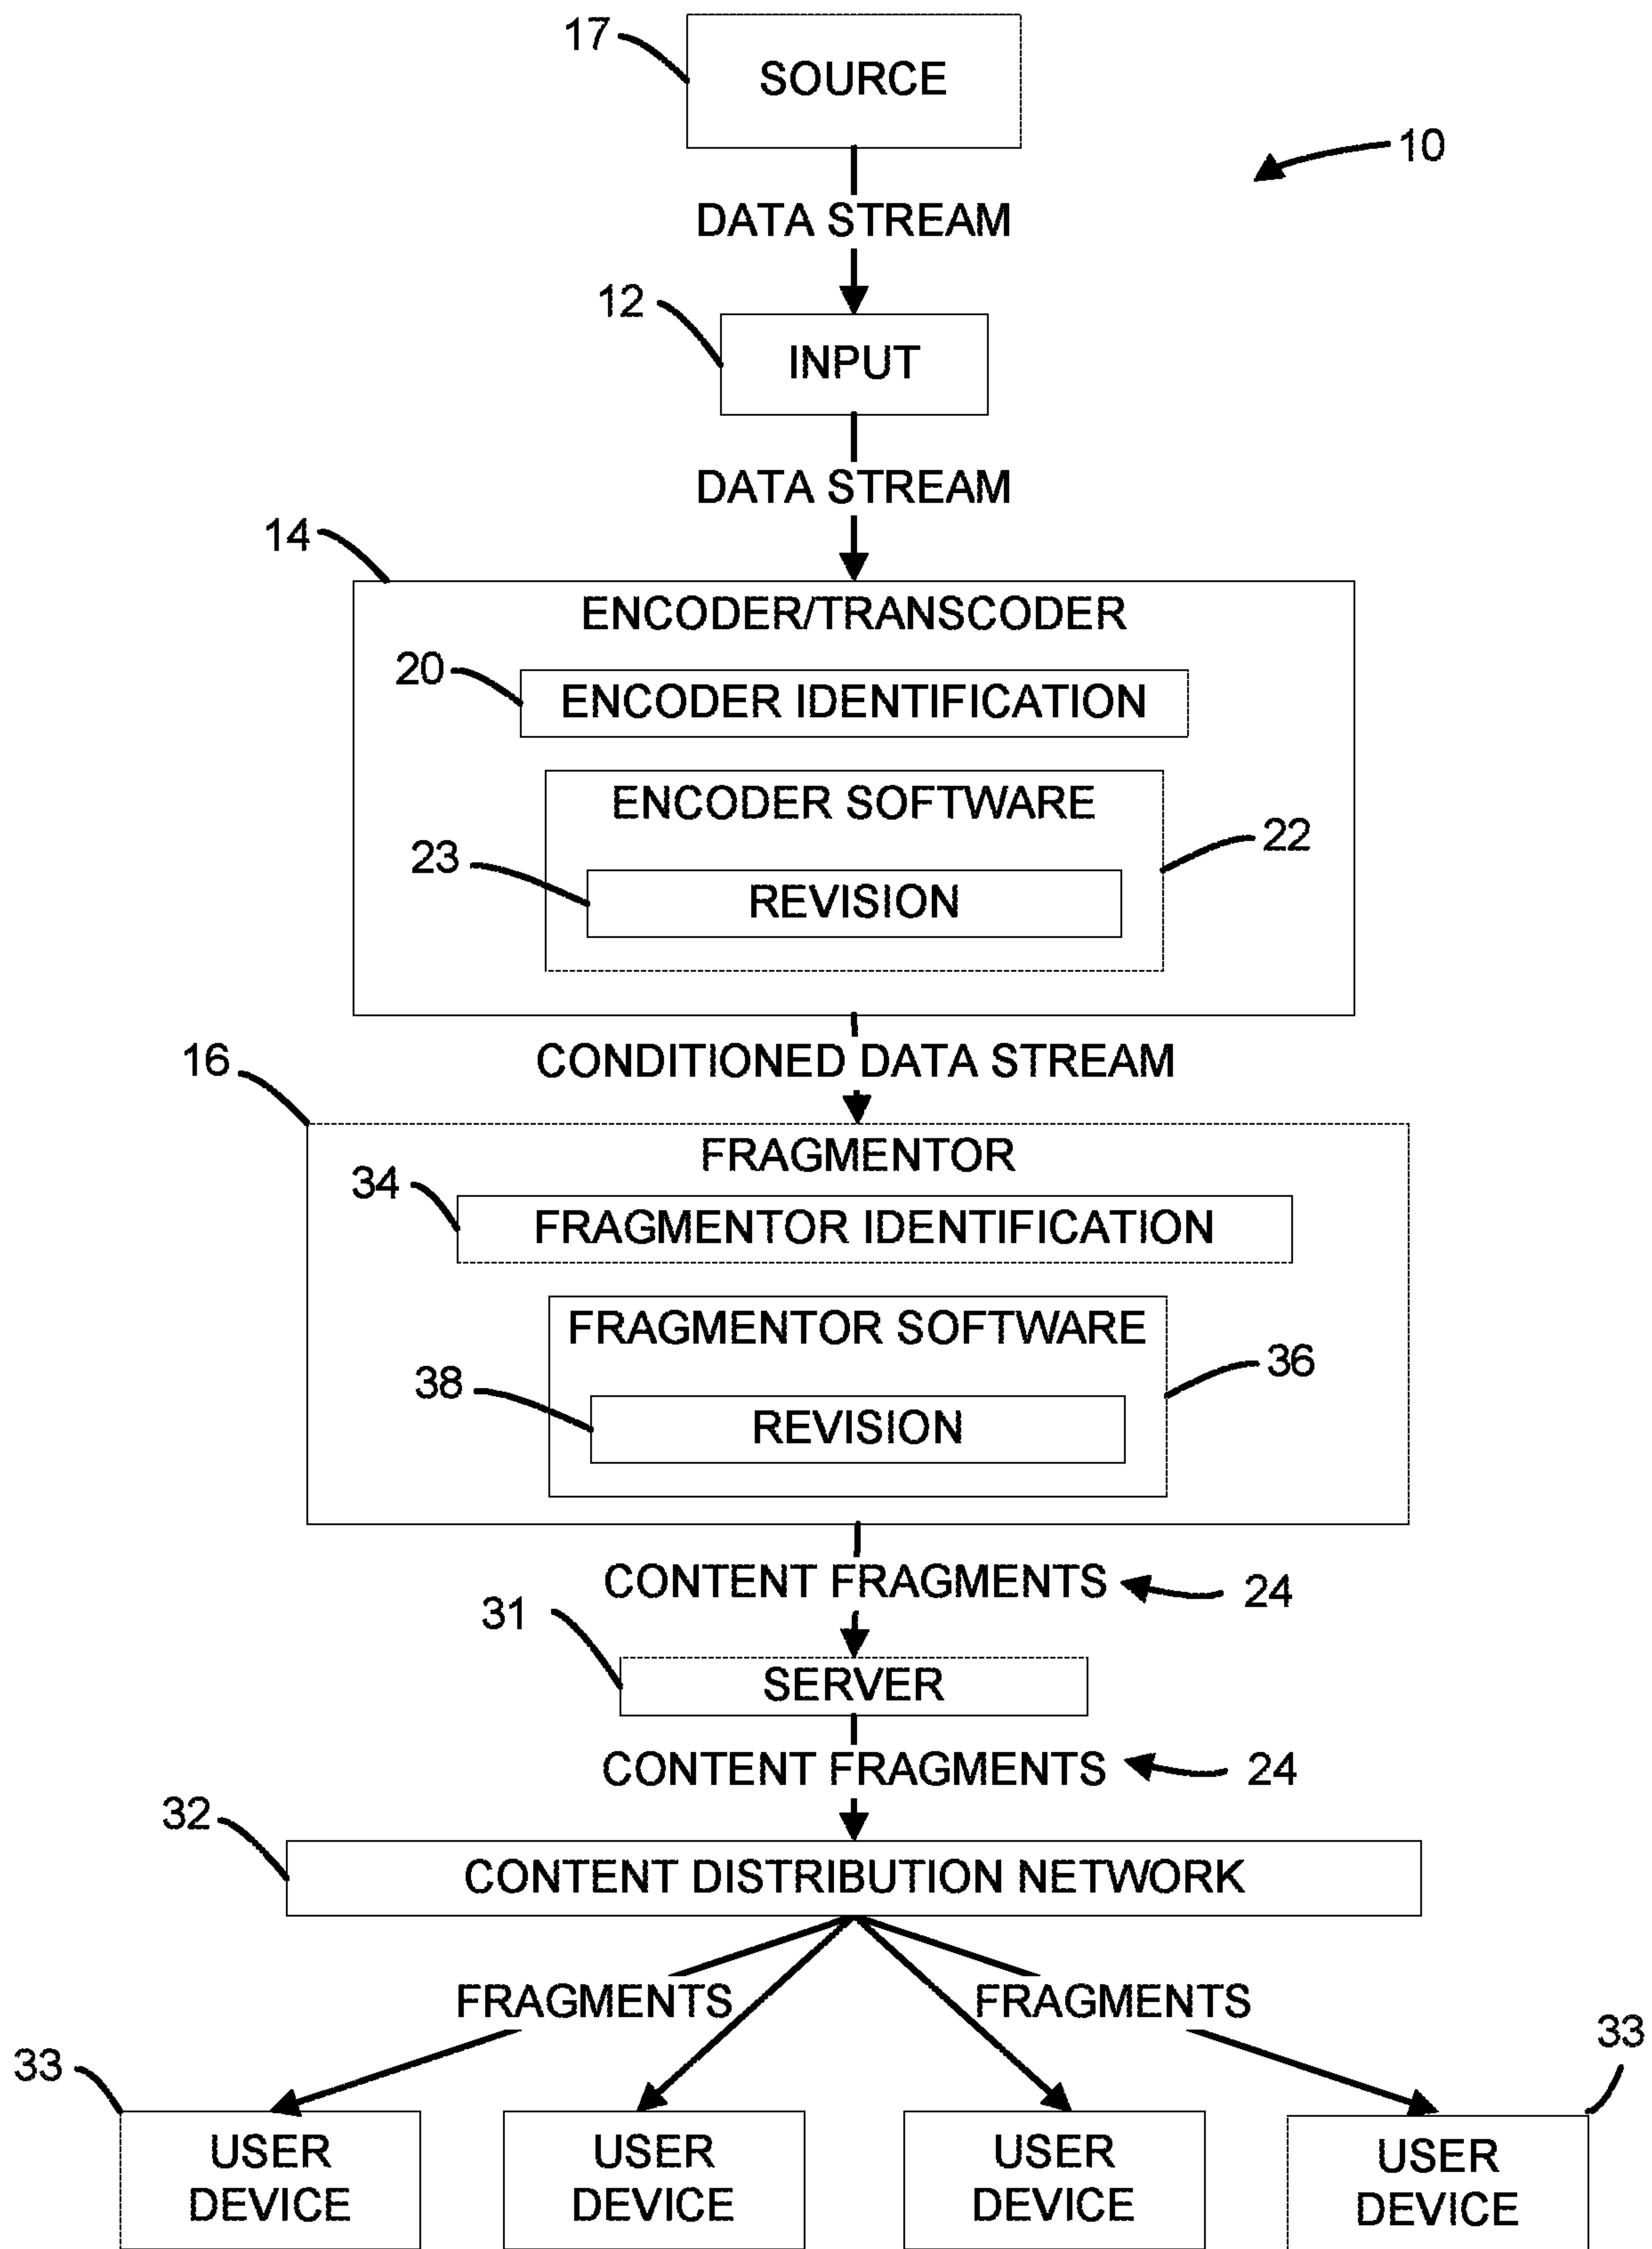 17
SOURCE
10
DATA STREAM
12
INPUT
DATA STREAM
14
ENCODER/TRANSCODER
20
ENCODER IDENTIFICATION
ENCODER SOFTWARE
22
23
REVISION
CONDITIONED DATA STREAM
16
FRAGMENTOR
34
FRAGMENTOR IDENTIFICATION
FRAGMENTOR SOFTWARE
36
38
REVISION
CONTENT FRAGMENTS
24
31
SERVER
CONTENT FRAGMENTS
24
32
CONTENT DISTRIBUTION NETWORK
FRAGMENTS
FRAGMENTS
33
33
USER
DEVICE
USER
DEVICE
USER
DEVICE
USER
DEVICE